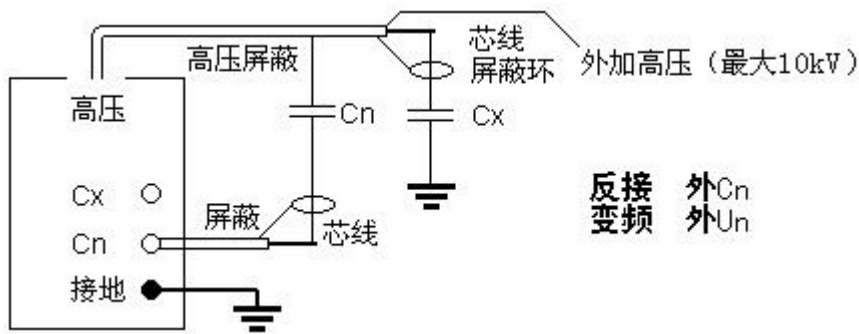 芯线
高压屏蔽
屏蔽环
外加高压（最大10kV）
高压
Cn
Cx
Cx
反接 外Cn
屏蔽
变频 外Un
Cn
芯线
接地